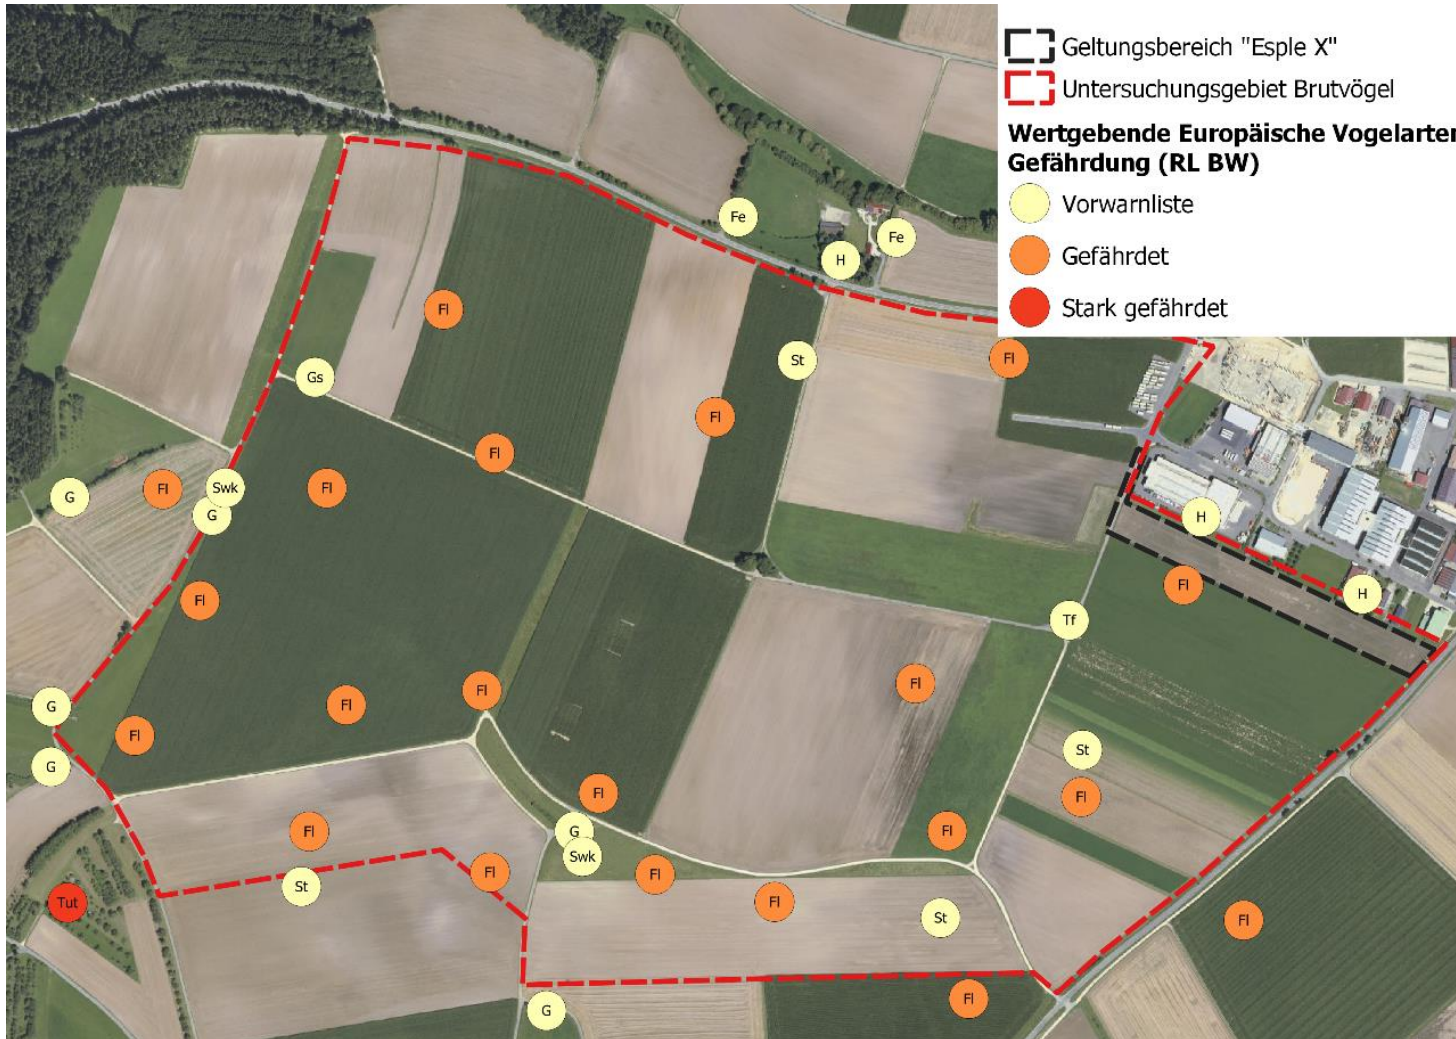 Geltungsbereich "Esple X"
Untersuchungsgebiet Brutvögel
Wertgebende Europäische Vogelarten
Gefährdung (RL BW)
Vorwarnliste
Gefährdet
Stark gefährdet
Fe
Fe
H
Fl
St
Fl
Gs
Fl
Fl
Fl
Swk
G
Fl
Fl
G
H
Fl
H
Fl
Tf
Fl
Fl
Fl
G
Fl
St
G
Fl
Fl
Fl
G
Fl
Swk
Fl
Fl
St
Fl
Tut
St
Fl
Fl
G